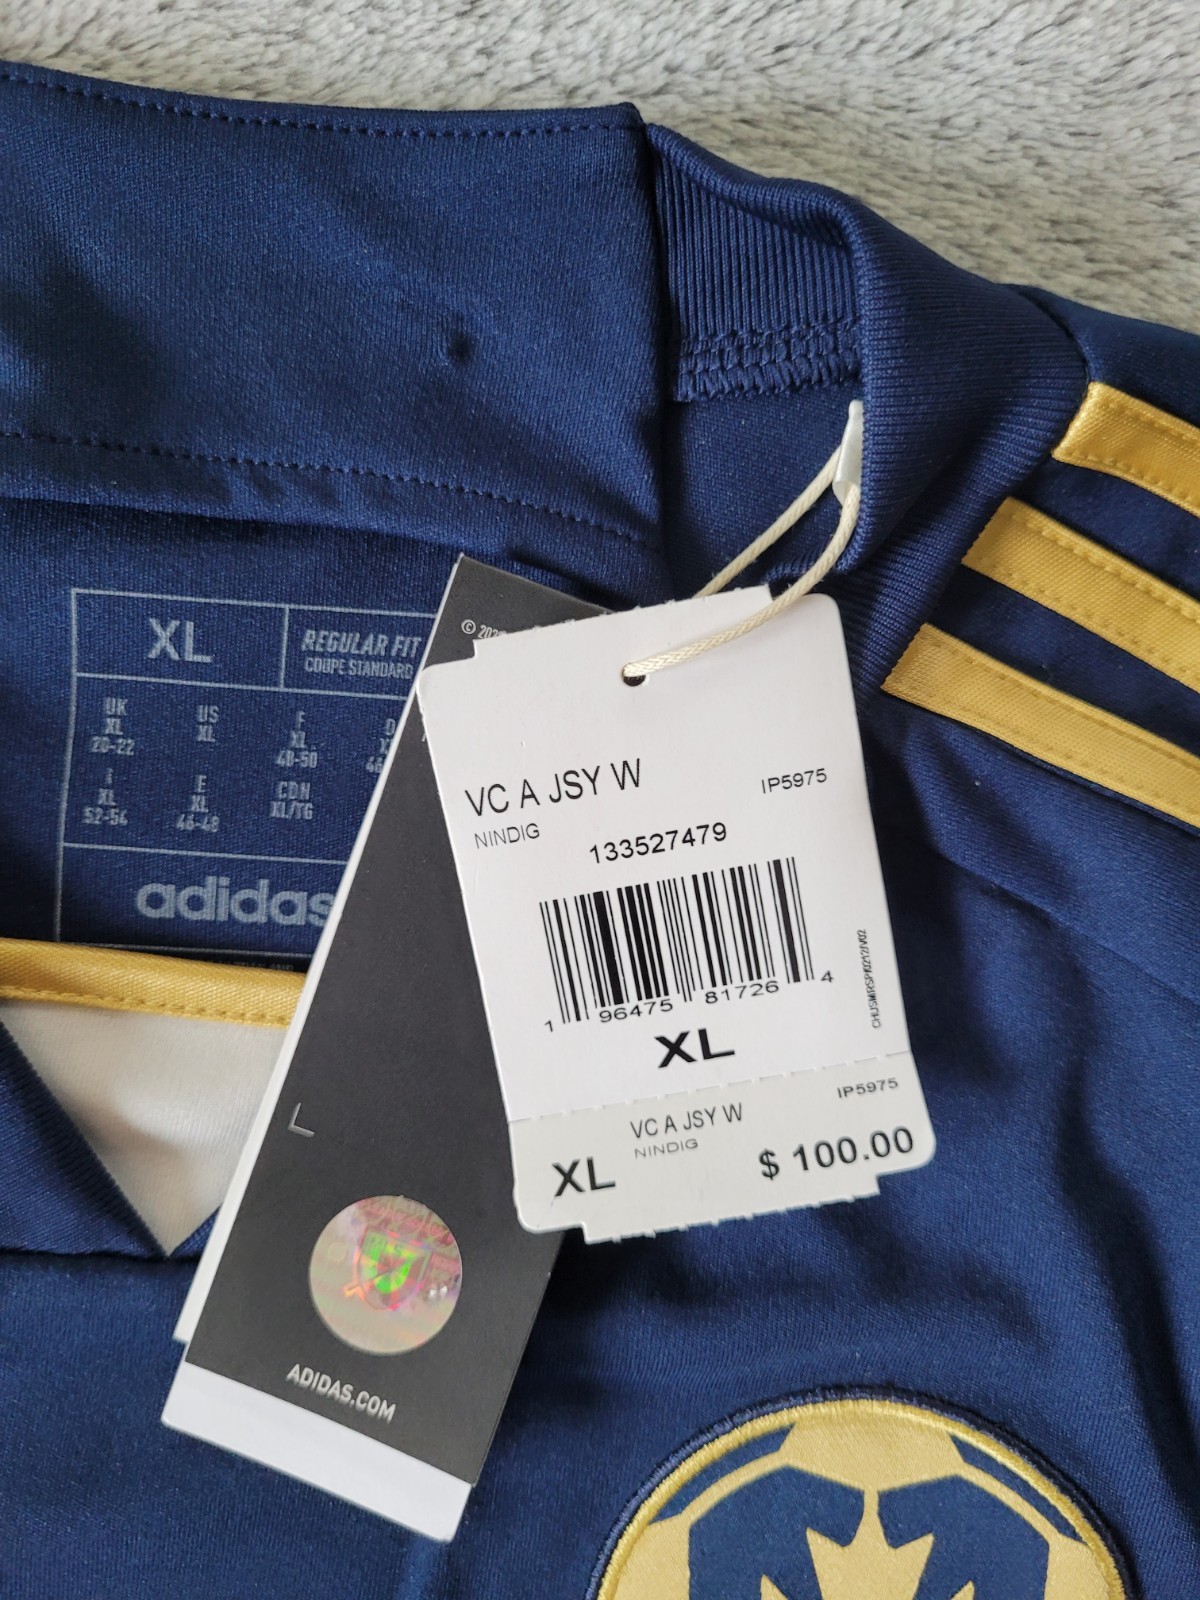 XL
REGULAR FIT
COUPE STANDARD
UK
XL
20-22
US
XL
F
XL
48-50
D
I
XL
52-54
E
XL
46-48
CDN
XL/TG
adidas
©
VC A JSY W
IP5975
NINDIG
133527479
1 96475 81726 4
XL
IP5975
VC A JSY W
NINDIG
XL
$ 100.00
L
ADIDAS.COM